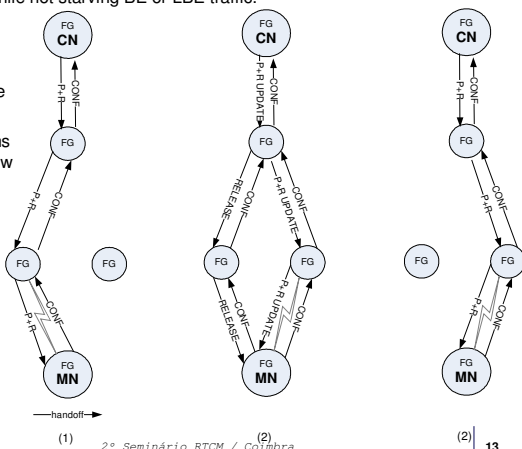 ile not starving BE or LBE traffic.
e
ns
w
FG
CN
P+R
CONF
FG
P+R
CONF
FG
FG
P+R
CONF
FG
MN
handoff
(1)
FG
CN
P+R UPDATE
CONF
FG
RELEASE
CONF
P+R UPDATE
CONF
FG
FG
RELEASE
CONF
P+R UPDATE
CONF
FG
MN
(2)
FG
CN
P+R
CONF
FG
P+R
CONF
FG
FG
P+R
CONF
FG
MN
(2)
2º Seminário RTCM / Coimbra
13